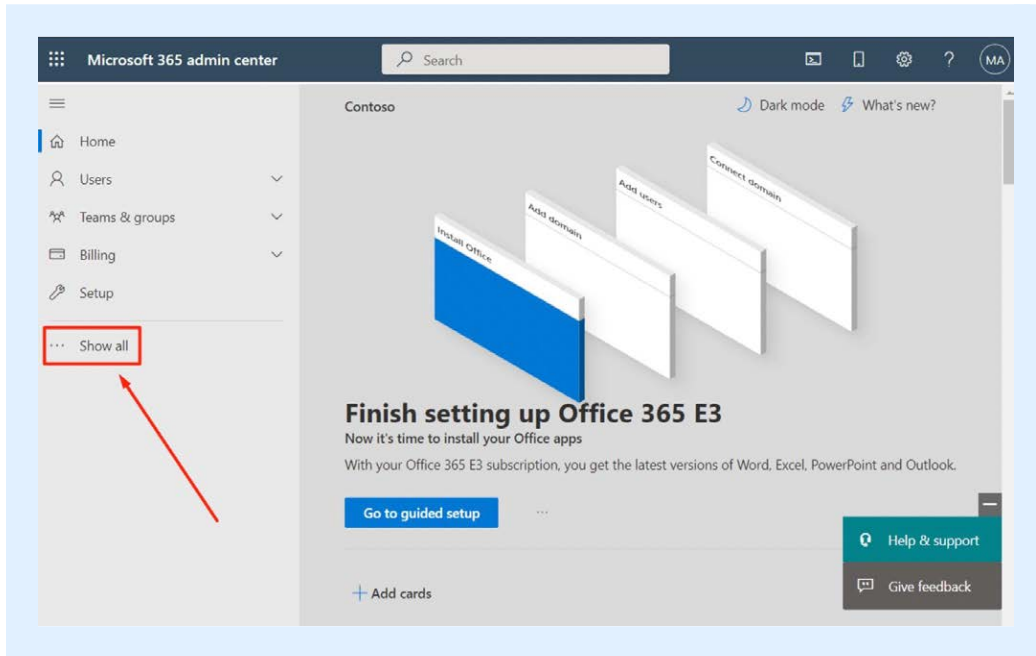 Microsoft 365 admin center
Search
MA
Contoso
Dark mode
What's new?
Home
Users
Teams & groups
Billing
Setup
Show all
Install Office
Add domain
Add users
Connect domain
Finish setting up Office 365 E3
Now it's time to install your Office apps
With your Office 365 E3 subscription, you get the latest versions of Word, Excel, PowerPoint and Outlook.
Go to guided setup
Help & support
Give feedback
Add cards